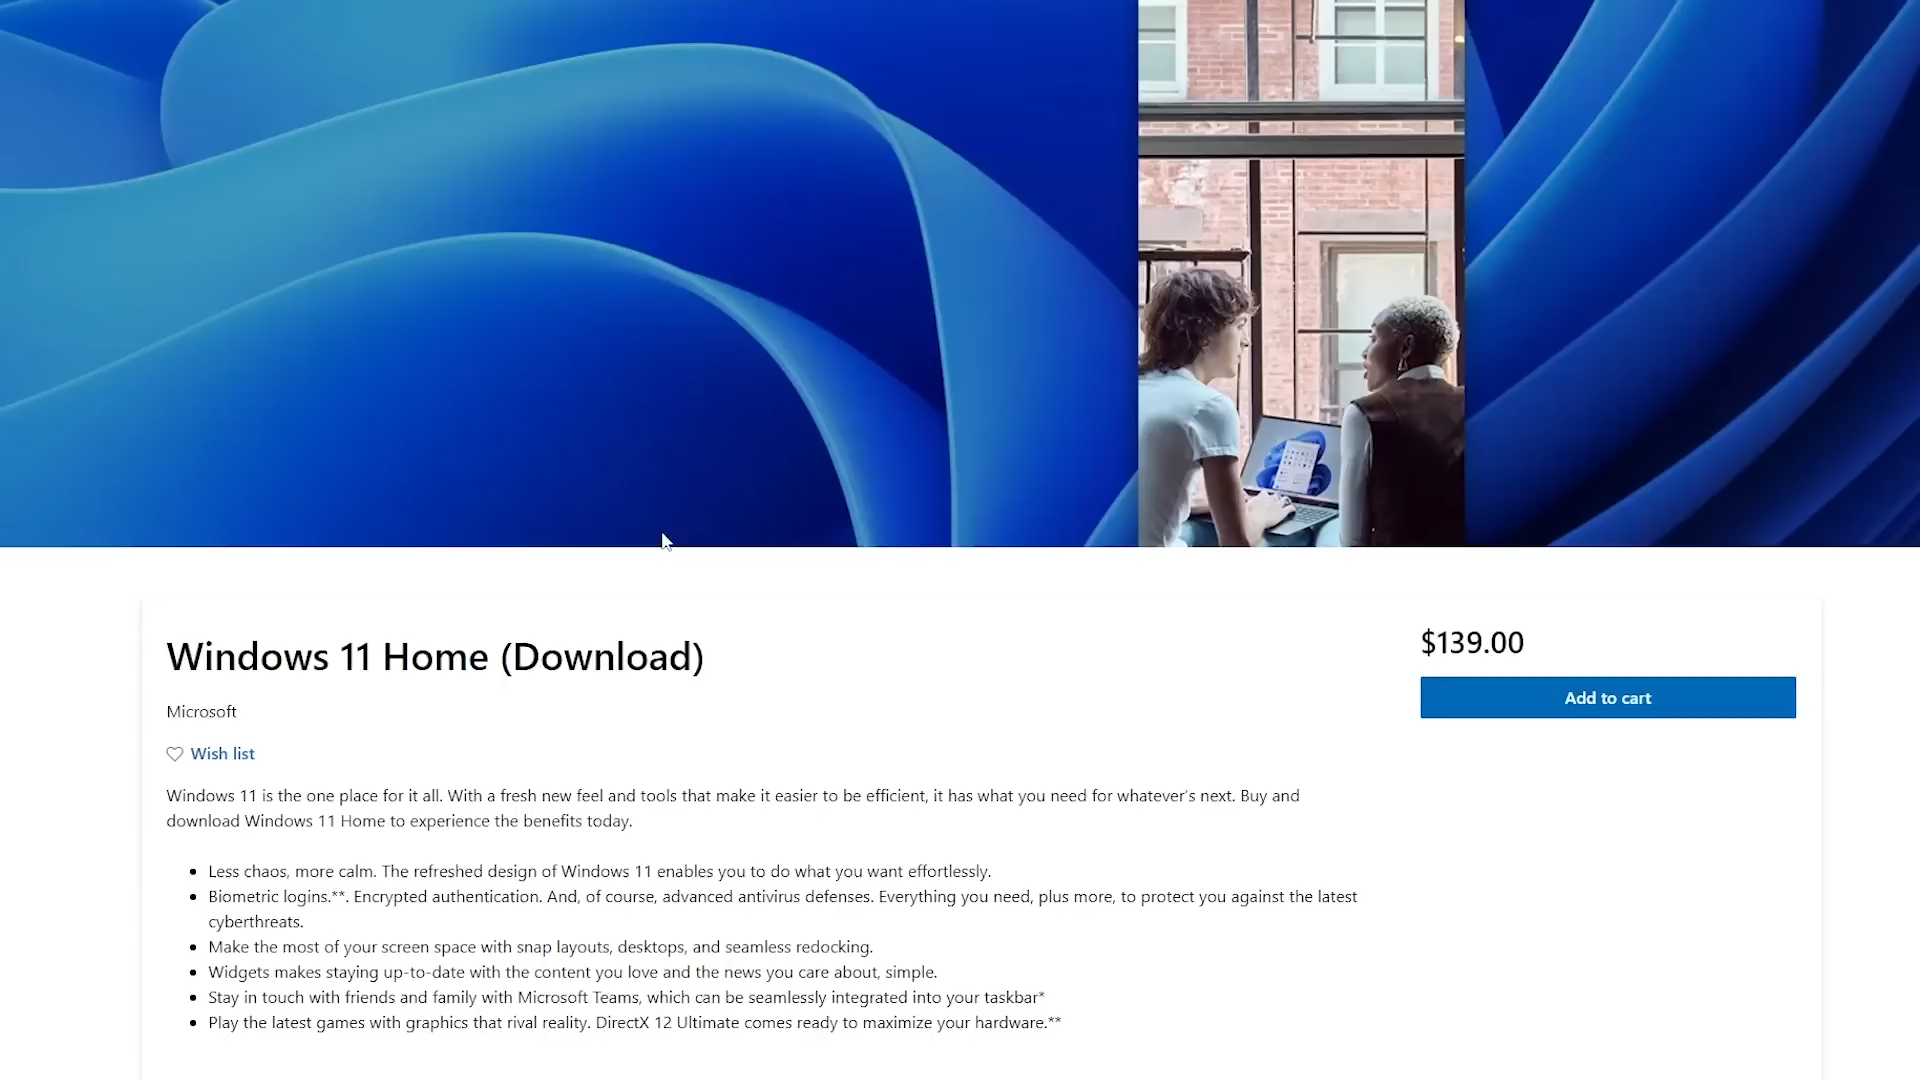 Windows 11 Home (Download)
$139.00
Add to cart
Microsoft
Wish list
Windows 11 is the one place for it all. With a fresh new feel and tools that make it easier to be efficient, it has what you need for whatever's next. Buy and
download Windows 11 Home to experience the benefits today.
• Less chaos, more calm. The refreshed design of Windows 11 enables you to do what you want effortlessly.
• Biometric logins.**. Encrypted authentication. And, of course, advanced antivirus defenses. Everything you need, plus more, to protect you against the latest
cyberthreats.
• Make the most of your screen space with snap layouts, desktops, and seamless redocking.
• Widgets makes staying up-to-date with the content you love and the news you care about, simple.
• Stay in touch with friends and family with Microsoft Teams, which can be seamlessly integrated into your taskbar*
• Play the latest games with graphics that rival reality. DirectX 12 Ultimate comes ready to maximize your hardware.**